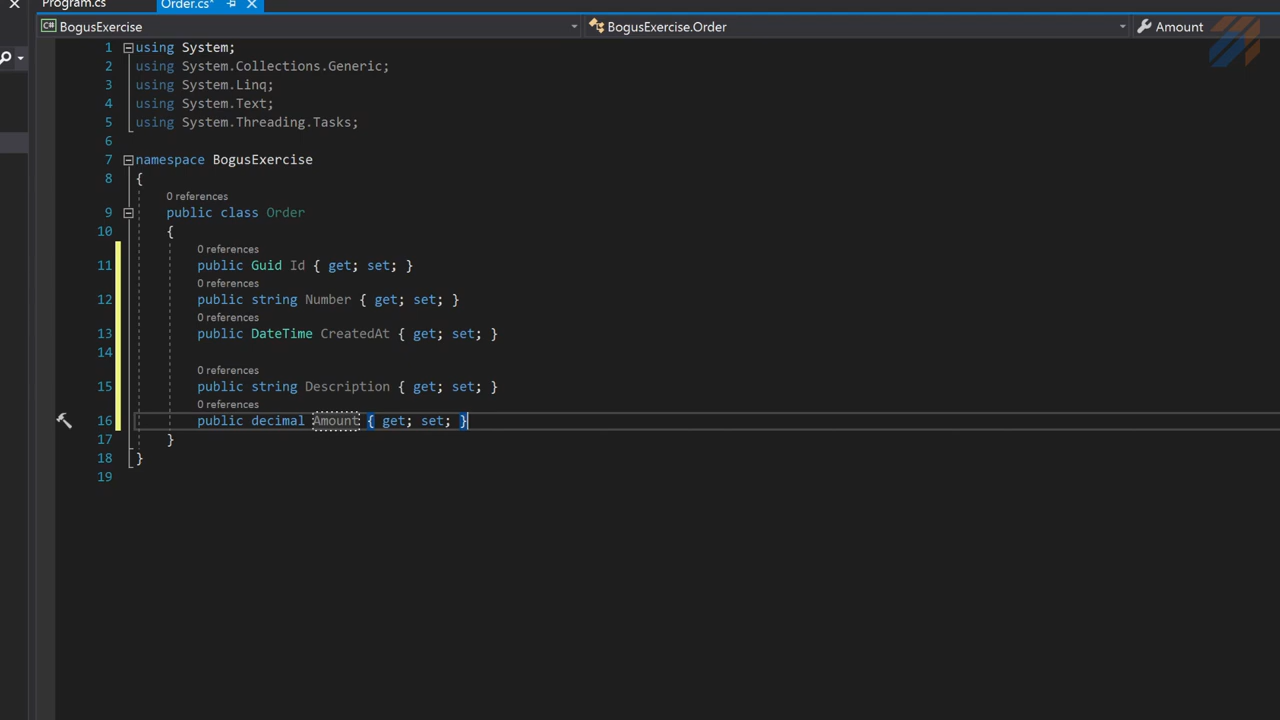 Program.cs
Order.cs*
C# BogusExercise
BogusExercise.Order
Amount
1 using System;
2 using System.Collections.Generic;
3 using System.Linq;
4 using System.Text;
5 using System.Threading.Tasks;
6
7 namespace BogusExercise
8 {
0 references
9 public class Order
10 {
0 references
11 public Guid Id { get; set; }
0 references
12 public string Number { get; set; }
0 references
13 public DateTime CreatedAt { get; set; }
14
0 references
15 public string Description { get; set; }
0 references
16 public decimal Amount { get; set; }
17 }
18 }
19